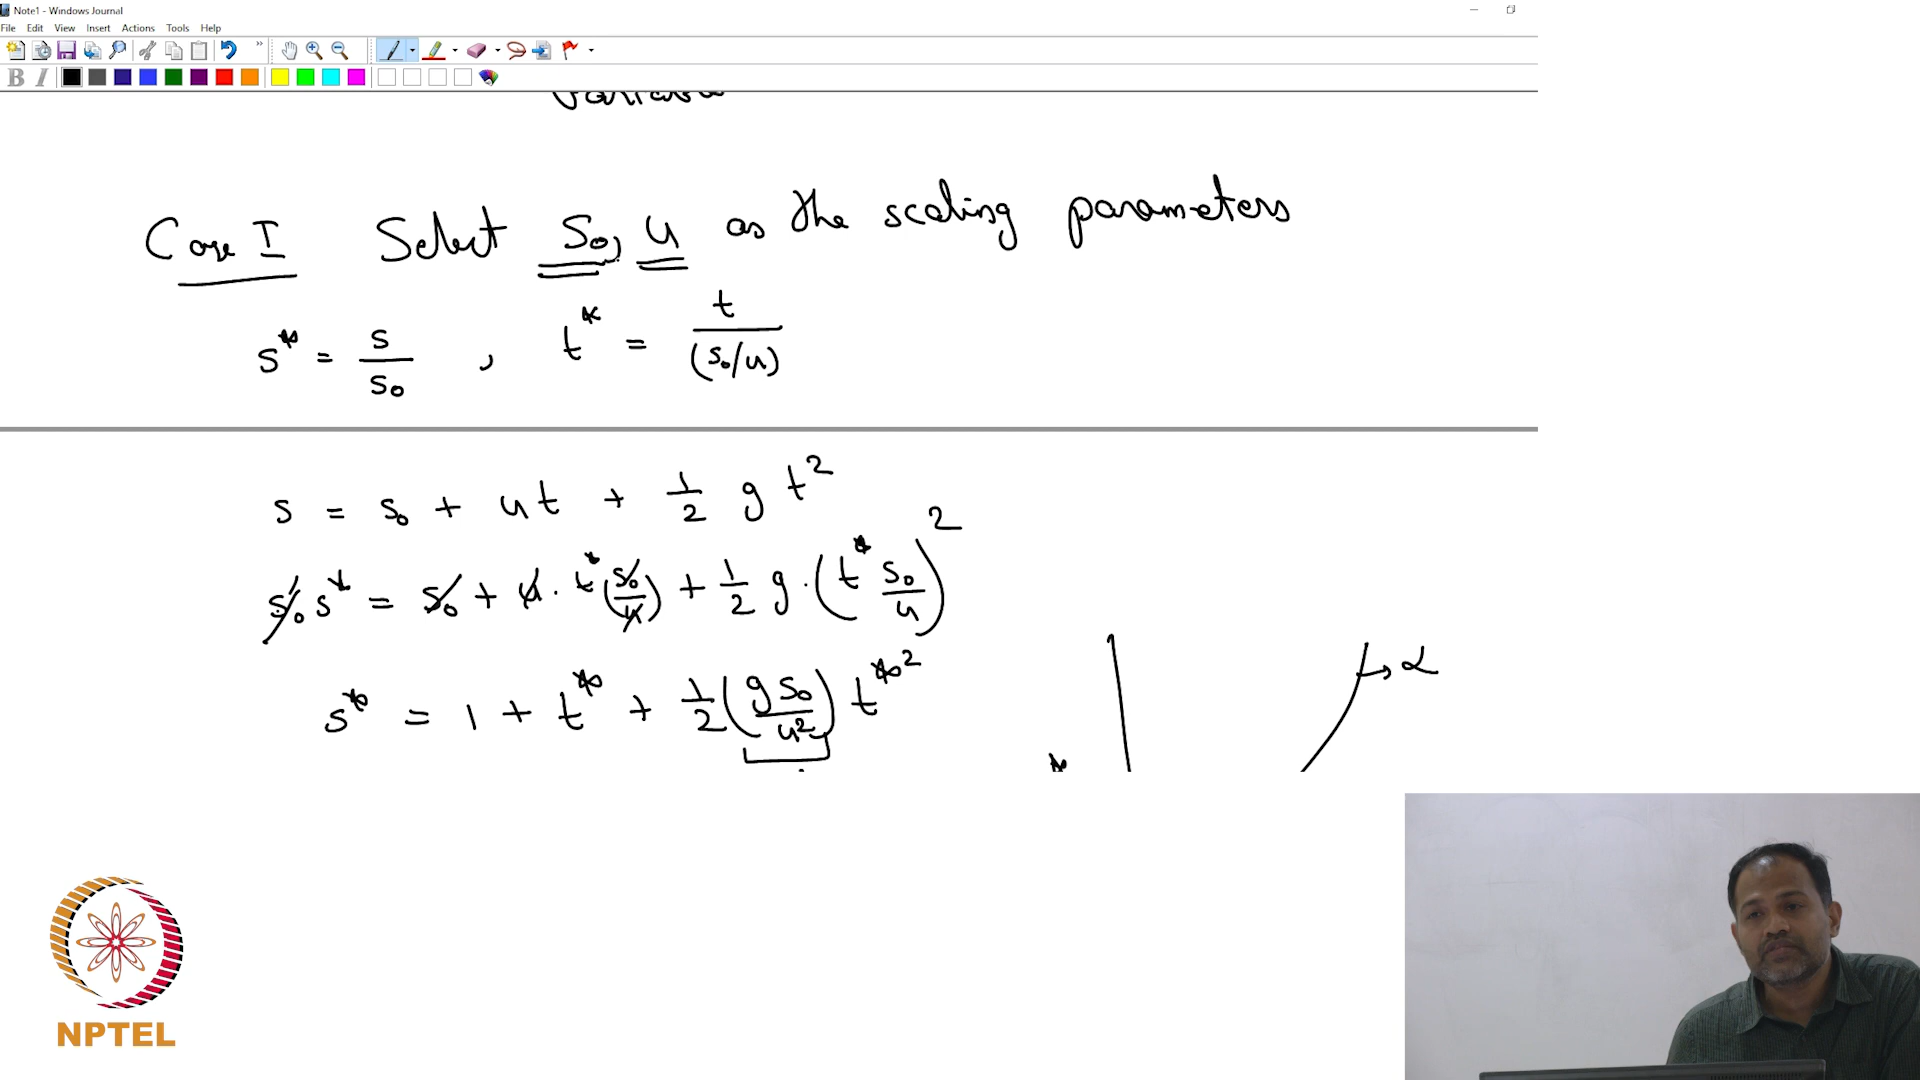 Note1 - Windows Journal
File Edit View Insert Actions Tools Help
B I
Case I Select S₀, u as the scaling parameters
s* = s / s₀ , t* = t / (s₀/u)
s = s₀ + ut + 1/2 g t²
s₀ s* = s₀ + u · t* (s₀/u) + 1/2 g · (t* s₀/u)²
s* = 1 + t* + 1/2 (g s₀/u²) t*²
α
*
NPTEL